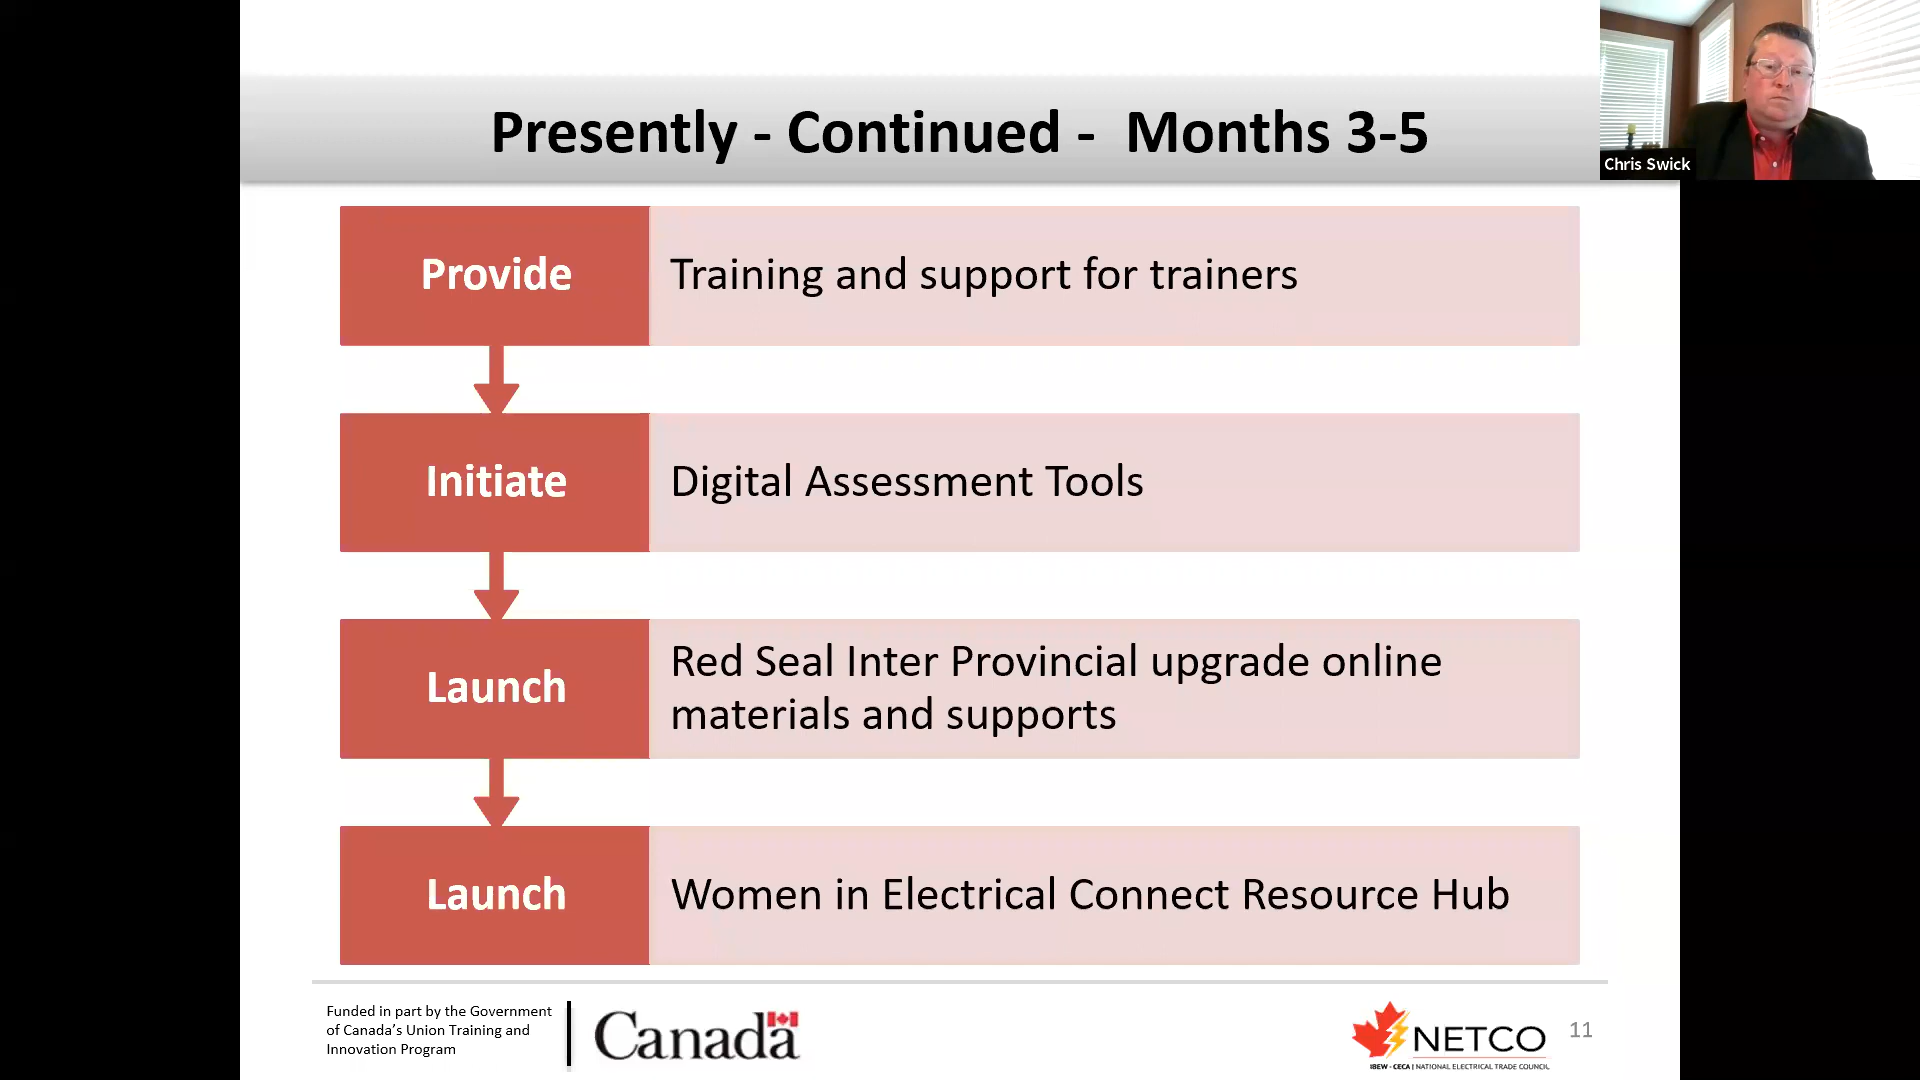 Presently - Continued - Months 3-5
Chris Swick
Provide
Training and support for trainers
Initiate
Digital Assessment Tools
Launch
Red Seal Inter Provincial upgrade online
materials and supports
Launch
Women in Electrical Connect Resource Hub
Funded in part by the Government
of Canada's Union Training and
Innovation Program
Canada
NETCO
IBEW - CECA | NATIONAL ELECTRICAL TRADE COUNCIL
11